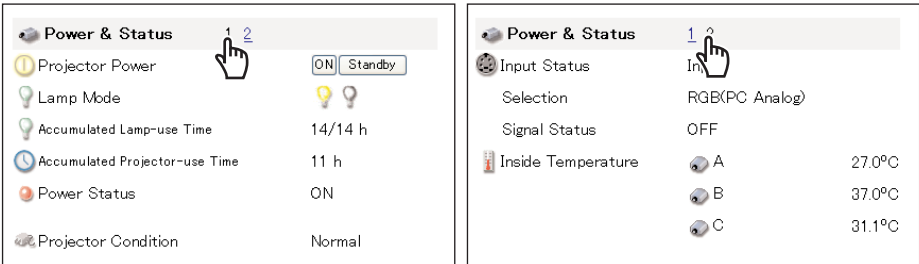 Power & Status 1 2
Projector Power ON Standby
Lamp Mode
Accumulated Lamp-use Time 14/14 h
Accumulated Projector-use Time 11 h
Power Status ON
Projector Condition Normal
Power & Status 1 2
Input Status
Selection RGB(PC Analog)
Signal Status OFF
Inside Temperature A 27.0°C
B 37.0°C
C 31.1°C